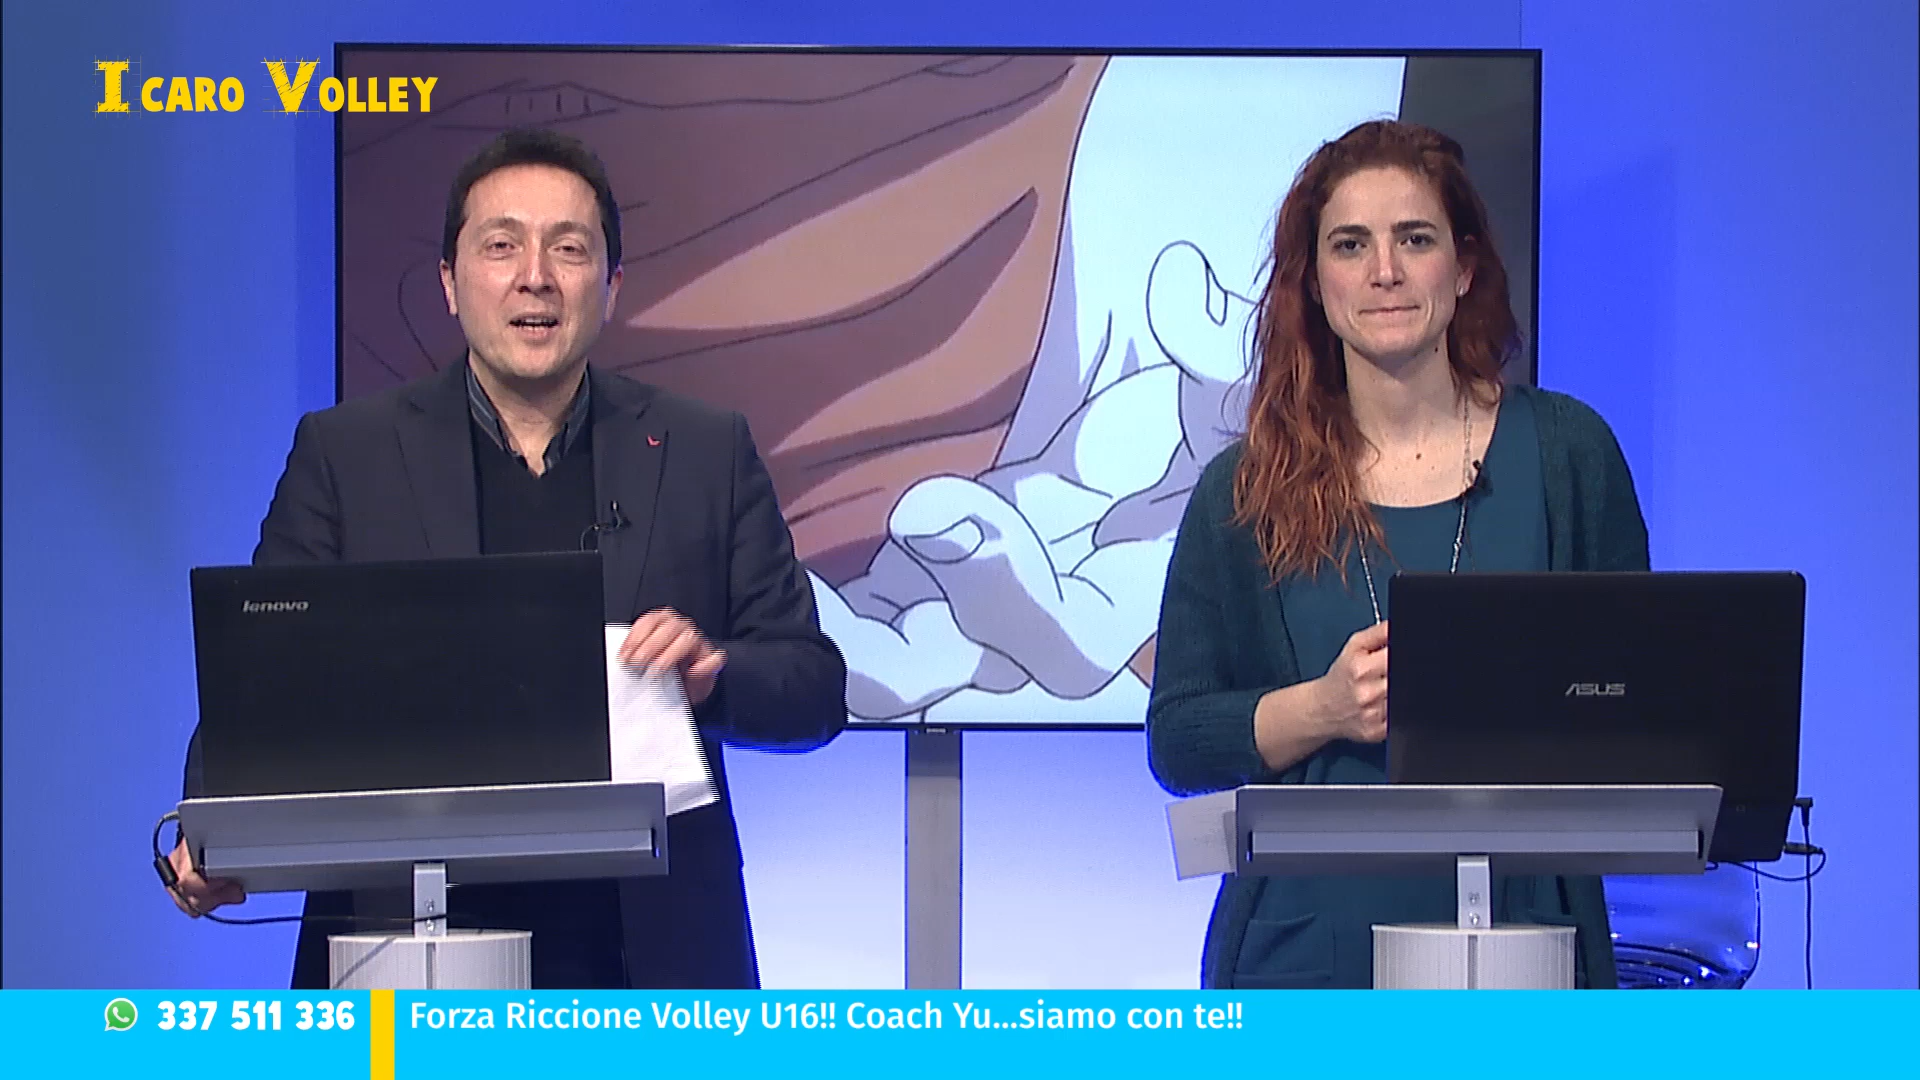 ICARO VOLLEY
lenovo
ASUS
337 511 336
Forza Riccione Volley U16!! Coach Yu...siamo con te!!